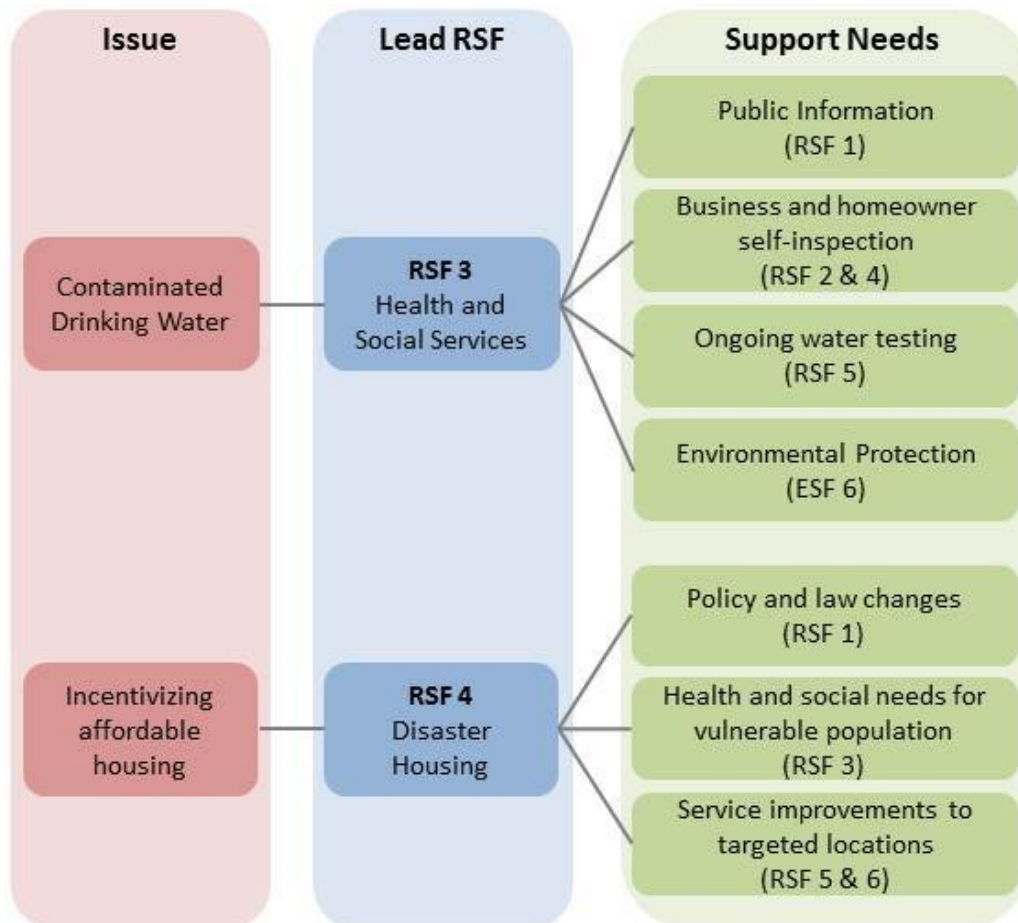 Issue
Lead RSF
Support Needs
Contaminated
Drinking Water
RSF 3
Health and
Social Services
Public Information
(RSF 1)
Business and homeowner
self-inspection
(RSF 2 & 4)
Ongoing water testing
(RSF 5)
Environmental Protection
(ESF 6)
Incentivizing
affordable
housing
RSF 4
Disaster
Housing
Policy and law changes
(RSF 1)
Health and social needs for
vulnerable population
(RSF 3)
Service improvements to
targeted locations
(RSF 5 & 6)